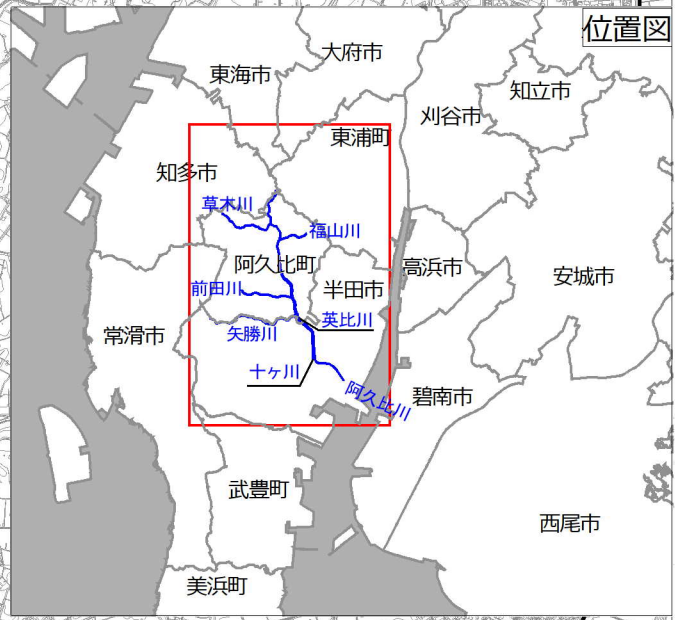 位置図
大府市
東海市
知立市
刈谷市
東浦町
知多市
草木川
福山川
阿久比町
高浜市
安城市
前田川
半田市
英比川
常滑市
矢勝川
十ヶ川
阿久比川
碧南市
武豊町
西尾市
美浜町